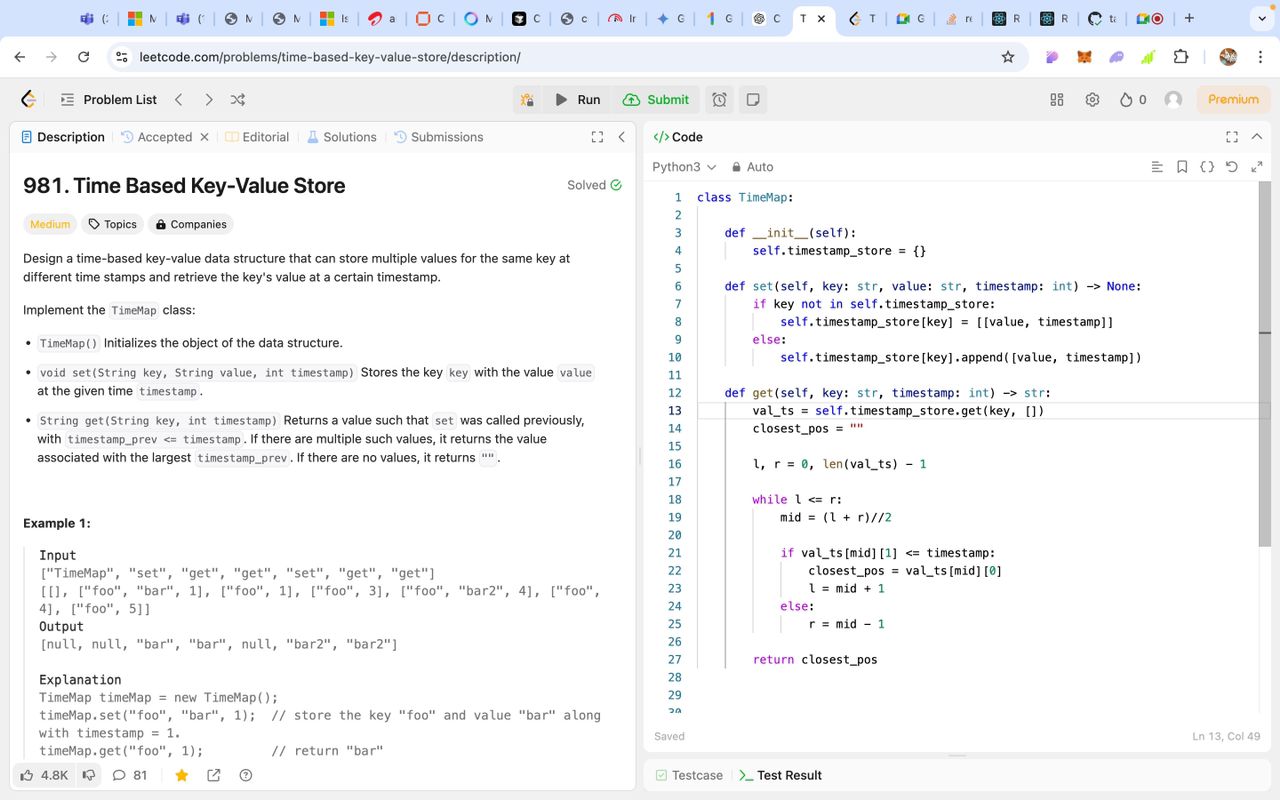 leetcode.com/problems/time-based-key-value-store/description/
Problem List
Run
Submit
0
Premium
Description
Accepted
Editorial
Solutions
Submissions
981. Time Based Key-Value Store
Solved
Medium
Topics
Companies
Design a time-based key-value data structure that can store multiple values for the same key at
different time stamps and retrieve the key's value at a certain timestamp.
Implement the TimeMap class:
• TimeMap() Initializes the object of the data structure.
• void set(String key, String value, int timestamp) Stores the key key with the value value
at the given time timestamp.
• String get(String key, int timestamp) Returns a value such that set was called previously,
with timestamp_prev <= timestamp. If there are multiple such values, it returns the value
associated with the largest timestamp_prev. If there are no values, it returns "".
Example 1:
Input
["TimeMap", "set", "get", "get", "set", "get", "get"]
[[], ["foo", "bar", 1], ["foo", 1], ["foo", 3], ["foo", "bar2", 4], ["foo",
4], ["foo", 5]]
Output
[null, null, "bar", "bar", null, "bar2", "bar2"]
Explanation
TimeMap timeMap = new TimeMap();
timeMap.set("foo", "bar", 1);  // store the key "foo" and value "bar" along
with timestamp = 1.
timeMap.get("foo", 1);         // return "bar"
4.8K
81
</> Code
Python3
Auto
1 class TimeMap:
2
3     def __init__(self):
4         self.timestamp_store = {}
5
6     def set(self, key: str, value: str, timestamp: int) -> None:
7         if key not in self.timestamp_store:
8             self.timestamp_store[key] = [[value, timestamp]]
9         else:
10             self.timestamp_store[key].append([value, timestamp])
11
12     def get(self, key: str, timestamp: int) -> str:
13         val_ts = self.timestamp_store.get(key, [])
14         closest_pos = ""
15
16         l, r = 0, len(val_ts) - 1
17
18         while l <= r:
19             mid = (l + r)//2
20
21             if val_ts[mid][1] <= timestamp:
22                 closest_pos = val_ts[mid][0]
23                 l = mid + 1
24             else:
25                 r = mid - 1
26
27         return closest_pos
28
29
30
Saved
Ln 13, Col 49
Testcase
Test Result